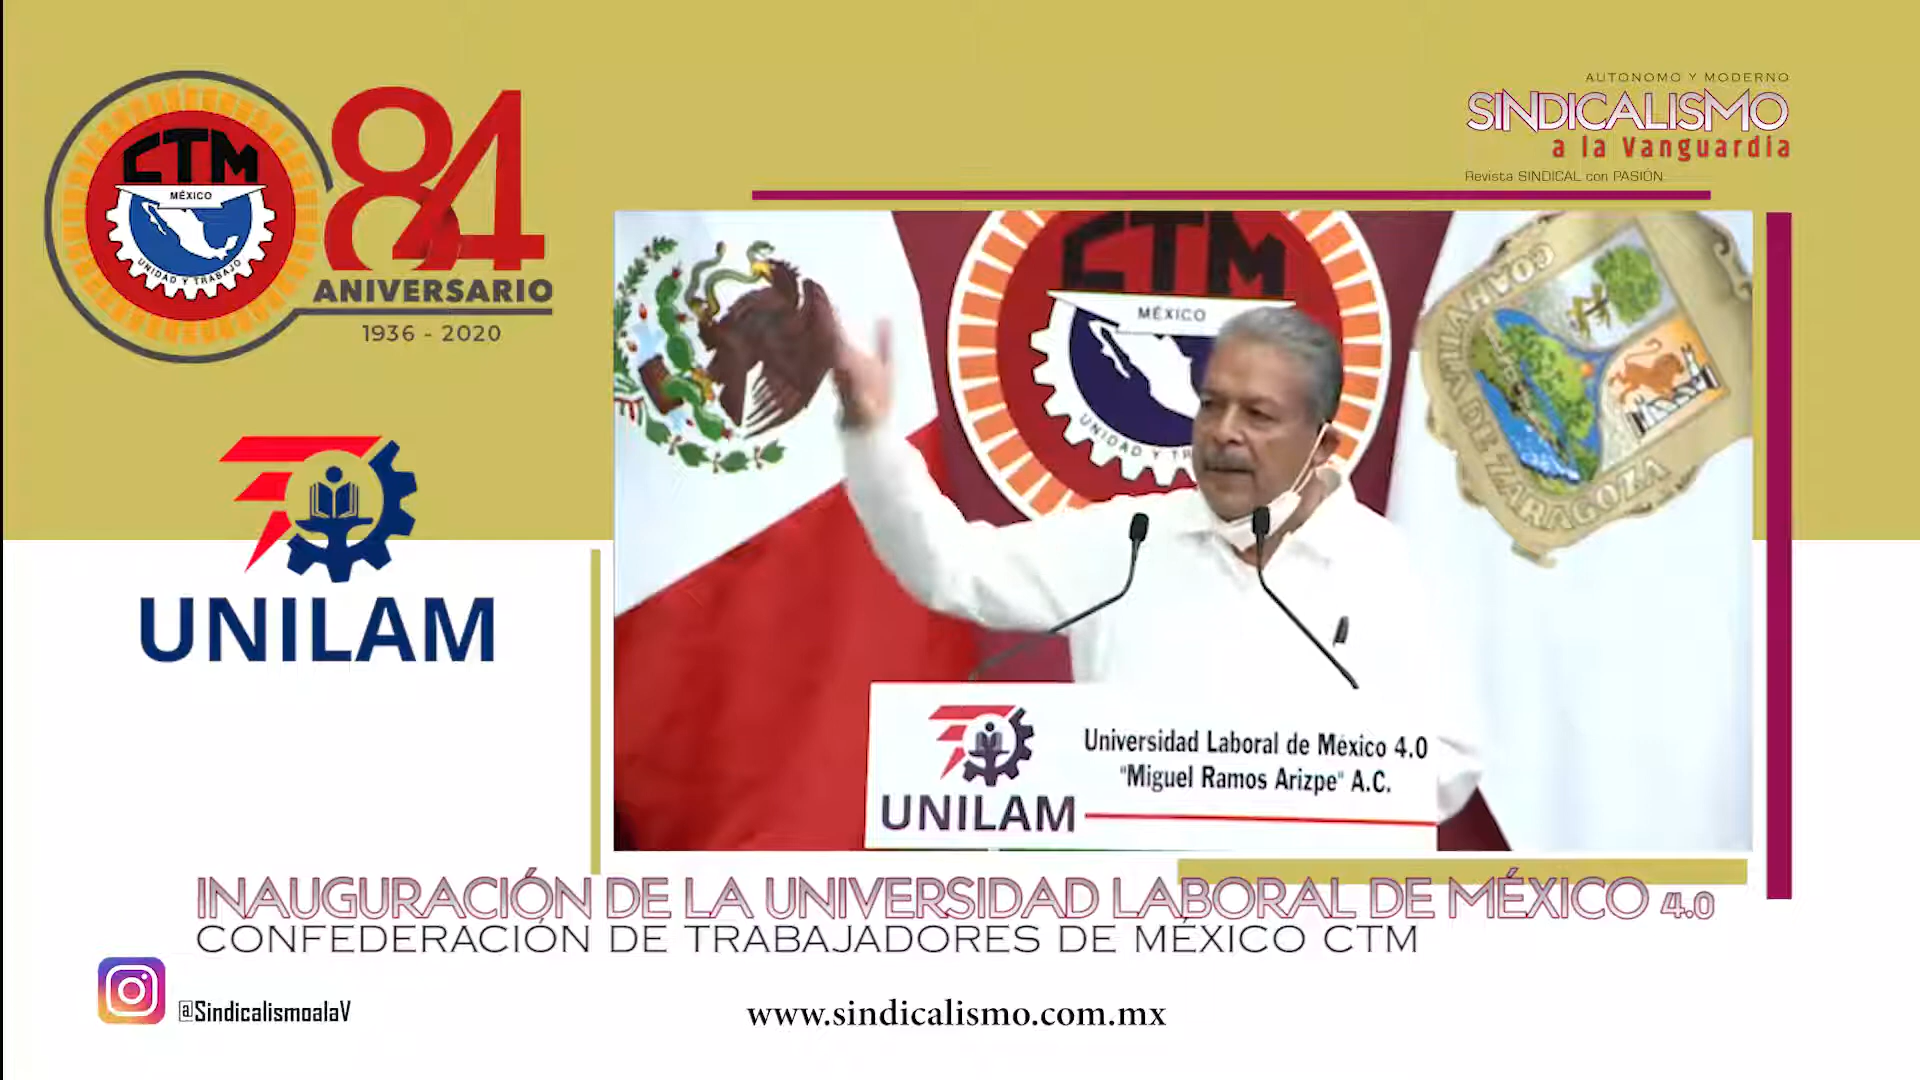 CTM
MÉXICO
UNIDAD Y TRABAJO
84
ANIVERSARIO
1936 - 2020
AUTONOMO Y MODERNO
SINDICALISMO
a la Vanguardia
Revista SINDICAL con PASIÓN
UNILAM
CTM
MÉXICO
UNIDAD Y TR
COAHUILA DE ZARAGOZA
UNILAM
Universidad Laboral de México 4.0
"Miguel Ramos Arizpe" A.C.
INAUGURACIÓN DE LA UNIVERSIDAD LABORAL DE MÉXICO 4.0
CONFEDERACIÓN DE TRABAJADORES DE MÉXICO CTM
@SindicalismoalaV
www.sindicalismo.com.mx